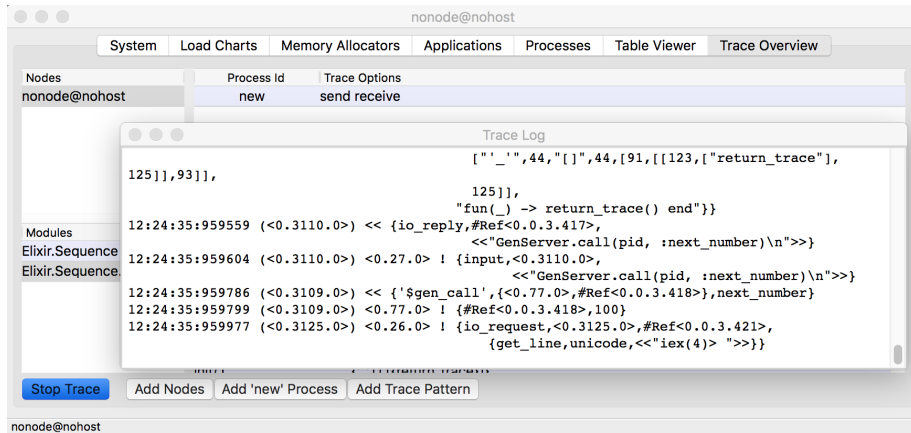 nonode@nohost
System Load Charts Memory Allocators Applications Processes Table Viewer Trace Overview
Nodes Process Id Trace Options
nonode@nohost new send receive
Trace Log
["'_'",44,"[]",44,[91,[[123,["return_trace"],
125]],93]],
125]],
"fun(_) -> return_trace() end"}}
12:24:35:959559 (<0.3110.0>) << {io_reply,#Ref<0.0.3.417>,
<<"GenServer.call(pid, :next_number)\n">>}
12:24:35:959604 (<0.3110.0>) <0.27.0> ! {input,<0.3110.0>,
<<"GenServer.call(pid, :next_number)\n">>}
12:24:35:959786 (<0.3109.0>) << {'$gen_call',{<0.77.0>,#Ref<0.0.3.418>},next_number}
12:24:35:959799 (<0.3109.0>) <0.77.0> ! {#Ref<0.0.3.418>,100}
12:24:35:959977 (<0.3125.0>) <0.26.0> ! {io_request,<0.3125.0>,#Ref<0.0.3.421>,
{get_line,unicode,<<"iex(4)> ">>}}
Modules
Elixir.Sequence
Elixir.Sequence.
Stop Trace Add Nodes Add 'new' Process Add Trace Pattern
nonode@nohost